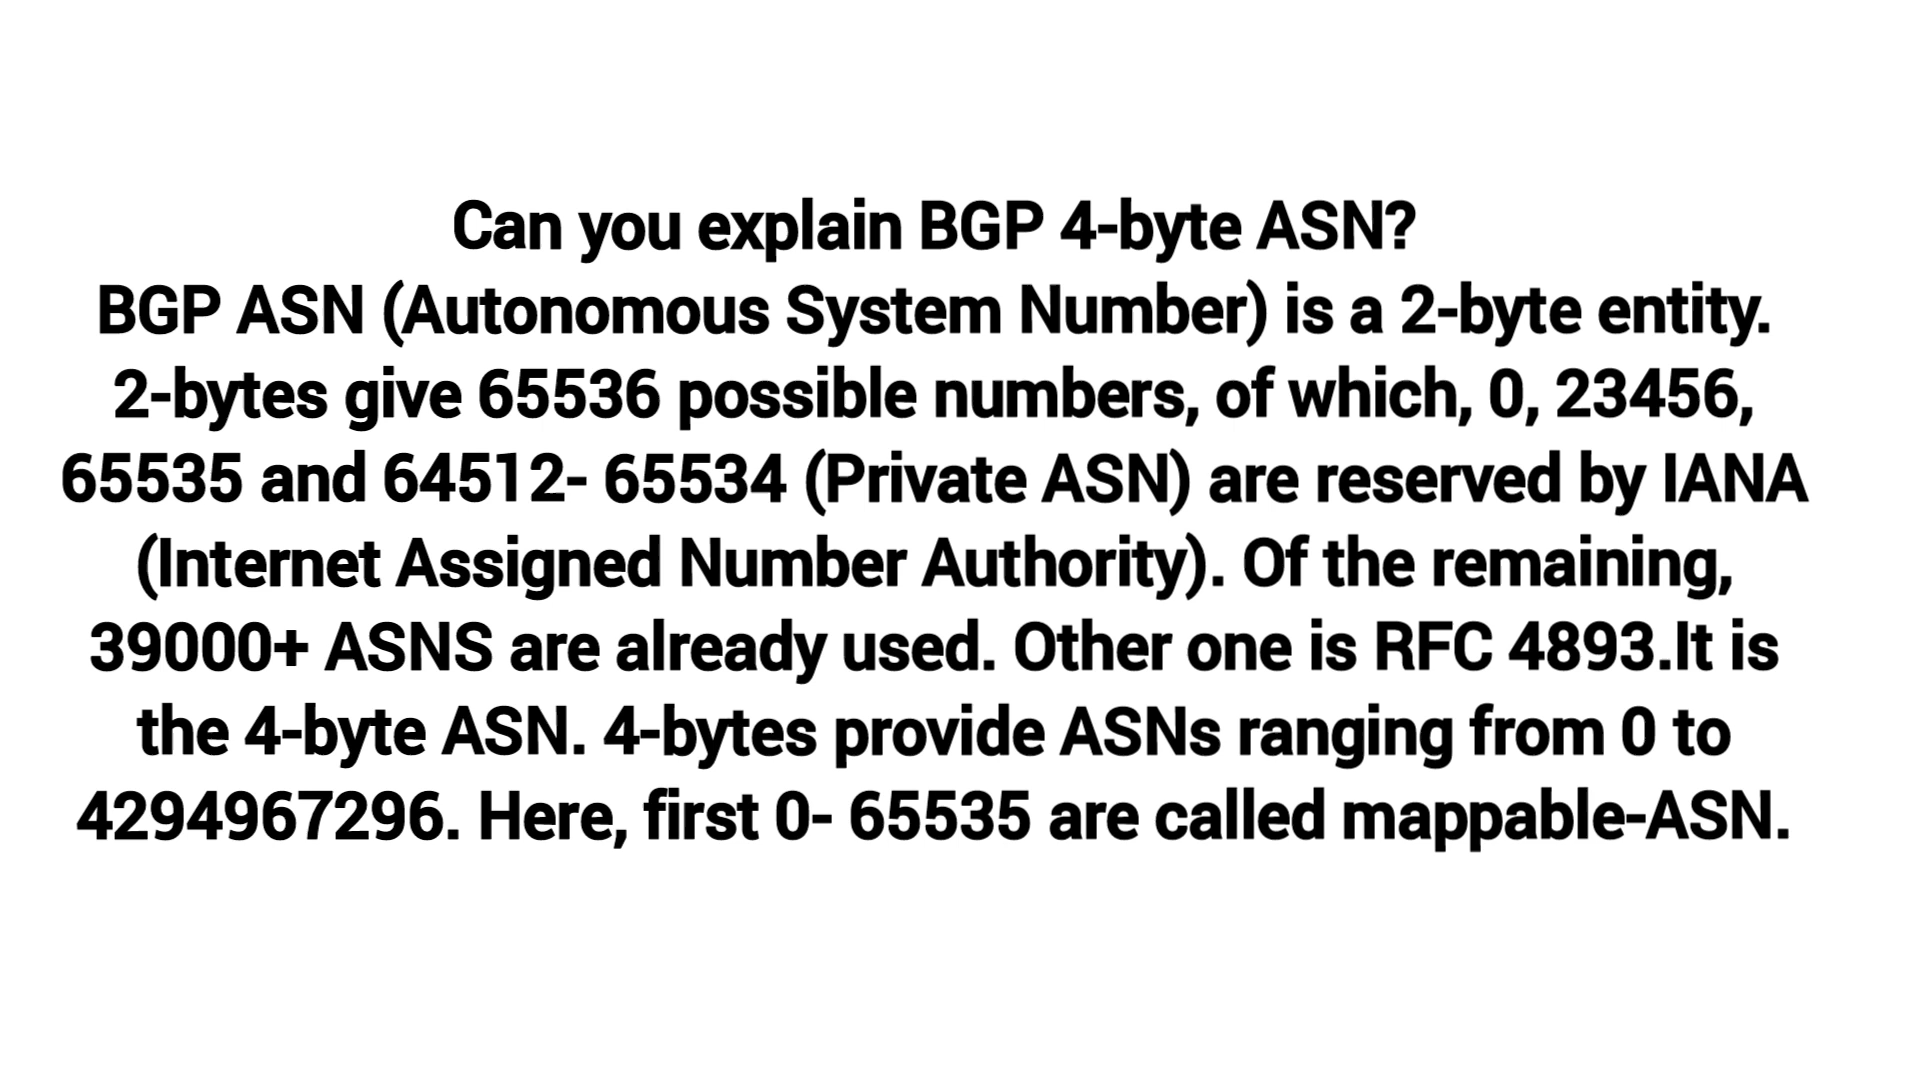 Can you explain BGP 4-byte ASN?
BGP ASN (Autonomous System Number) is a 2-byte entity.
2-bytes give 65536 possible numbers, of which, 0, 23456,
65535 and 64512- 65534 (Private ASN) are reserved by IANA
(Internet Assigned Number Authority). Of the remaining,
39000+ ASNS are already used. Other one is RFC 4893.It is
the 4-byte ASN. 4-bytes provide ASNs ranging from 0 to
4294967296. Here, first 0- 65535 are called mappable-ASN.